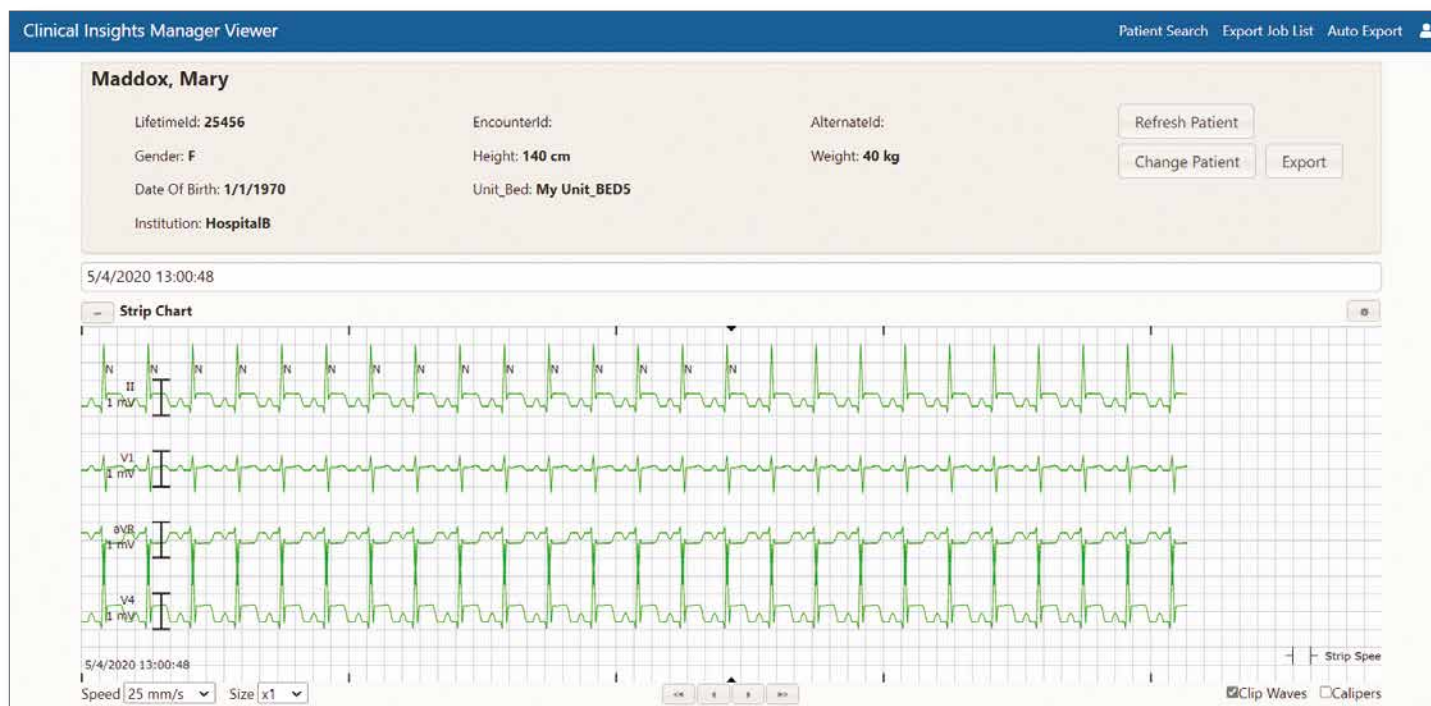 Clinical Insights Manager Viewer
Patient Search Export Job List Auto Export
Maddox, Mary
LifetimeId: 25456 EncounterId: AlternateId: Refresh Patient
Gender: F Height: 140 cm Weight: 40 kg Change Patient Export
Date Of Birth: 1/1/1970 Unit_Bed: My Unit_BED5
Institution: HospitalB
5/4/2020 13:00:48
Strip Chart
N N N N N N N N N N N N N N N
II
1 mV
V1
1 mV
aVR
1 mV
V4
1 mV
5/4/2020 13:00:48
Strip Spee
Speed 25 mm/s Size x1 Clip Waves Calipers